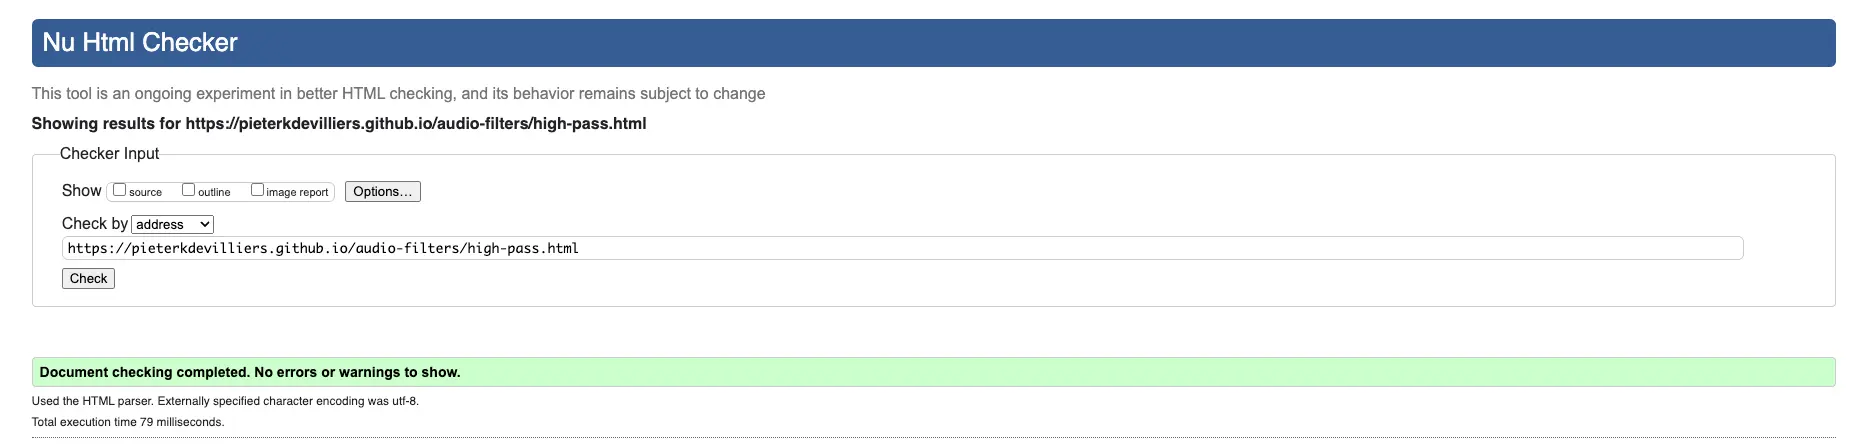 Nu Html Checker
This tool is an ongoing experiment in better HTML checking, and its behavior remains subject to change
Showing results for https://pieterkdevilliers.github.io/audio-filters/high-pass.html
Checker Input
Show source outline image report Options...
Check by address
https://pieterkdevilliers.github.io/audio-filters/high-pass.html
Check
Document checking completed. No errors or warnings to show.
Used the HTML parser. Externally specified character encoding was utf-8.
Total execution time 79 milliseconds.